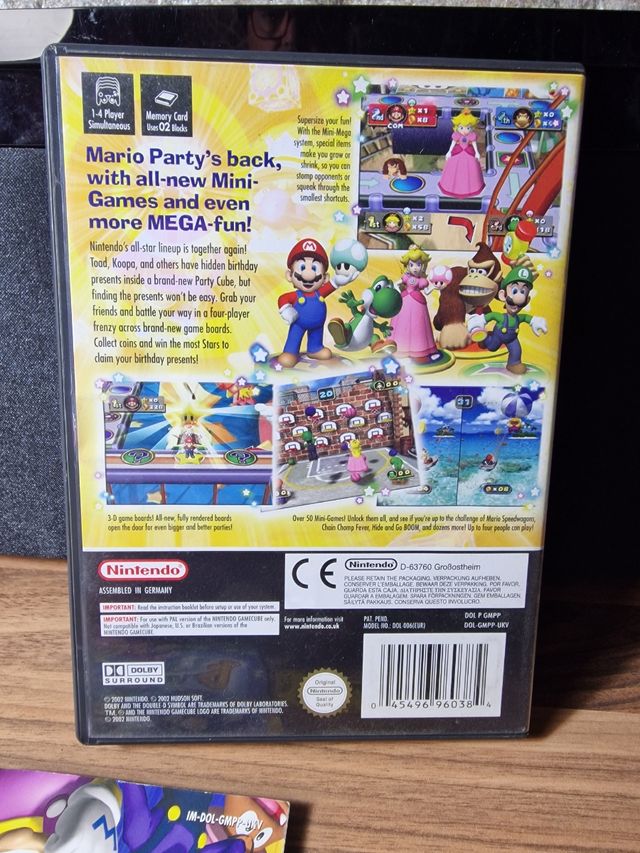 1-4 Player
Simultaneous
Memory Card
Uses 02 Blocks
Mario Party's back,
with all-new Mini-
Games and even
more MEGA-fun!
Nintendo's all-star lineup is together again!
Toad, Koopa, and others have hidden birthday
presents inside a brand-new Party Cube, but
finding the presents won't be easy. Grab your
friends and battle your way in a four-player
frenzy across brand-new game boards.
Collect coins and win the most Stars to
claim your birthday presents!
Supersize your fun!
With the Mini-Mega
system, special items
make you grow or
shrink, so you can
stomp opponents or
squeak through the
smallest shortcuts.
2nd
COM
4th
1st
3-D game boards! All-new, fully rendered boards
open the door for even bigger and better parties!
Over 50 Mini-Games! Unlock them all, and see if you're up to the challenge of Mario Speedwagons,
Chain Chomp Fever, Hide and Go BOOM, and dozens more! Up to four people can play!
Nintendo
ASSEMBLED IN GERMANY
IMPORTANT: Read the instruction booklet before setup or use of your system.
IMPORTANT: For use with PAL version of the NINTENDO GAMECUBE only.
Not compatible with Japanese, U.S. or Brazilian versions of the
NINTENDO GAMECUBE
CE
Nintendo D-63760 Großostheim
PLEASE RETAIN THE PACKAGING. VERPACKUNG AUFHEBEN.
CONSERVER L'EMBALLAGE. BEWAAR DEZE VERPAKKING. POR FAVOR,
GUARDA ESTA CAJA. ΔΙΑΤΗΡΗΣΤΕ ΤΗΝ ΣΥΣΚΕΥΑΣΙΑ. FAVOR
GUARDAR A EMBALAGEM. SPARA FÖRPACKNINGEN. GEM EMBALLAGEN.
SÄILYTÄ PAKKAUS. CONSERVA QUESTO INVOLUCRO.
For more information visit
www.nintendo.co.uk
PAT. PEND.
MODEL NO.: DOL-006(EUR)
DOL P GMPP
DOL-GMPP-UKV
DOLBY
SURROUND
© 2002 NINTENDO. © 2002 HUDSON SOFT.
DOLBY AND THE DOUBLE-D SYMBOL ARE TRADEMARKS OF DOLBY LABORATORIES.
TM, ® AND THE NINTENDO GAMECUBE LOGO ARE TRADEMARKS OF NINTENDO.
© 2002 NINTENDO
Original
Nintendo
Seal of
Quality
0 45496 96038 4
IM-DOL-GMPP-UKV